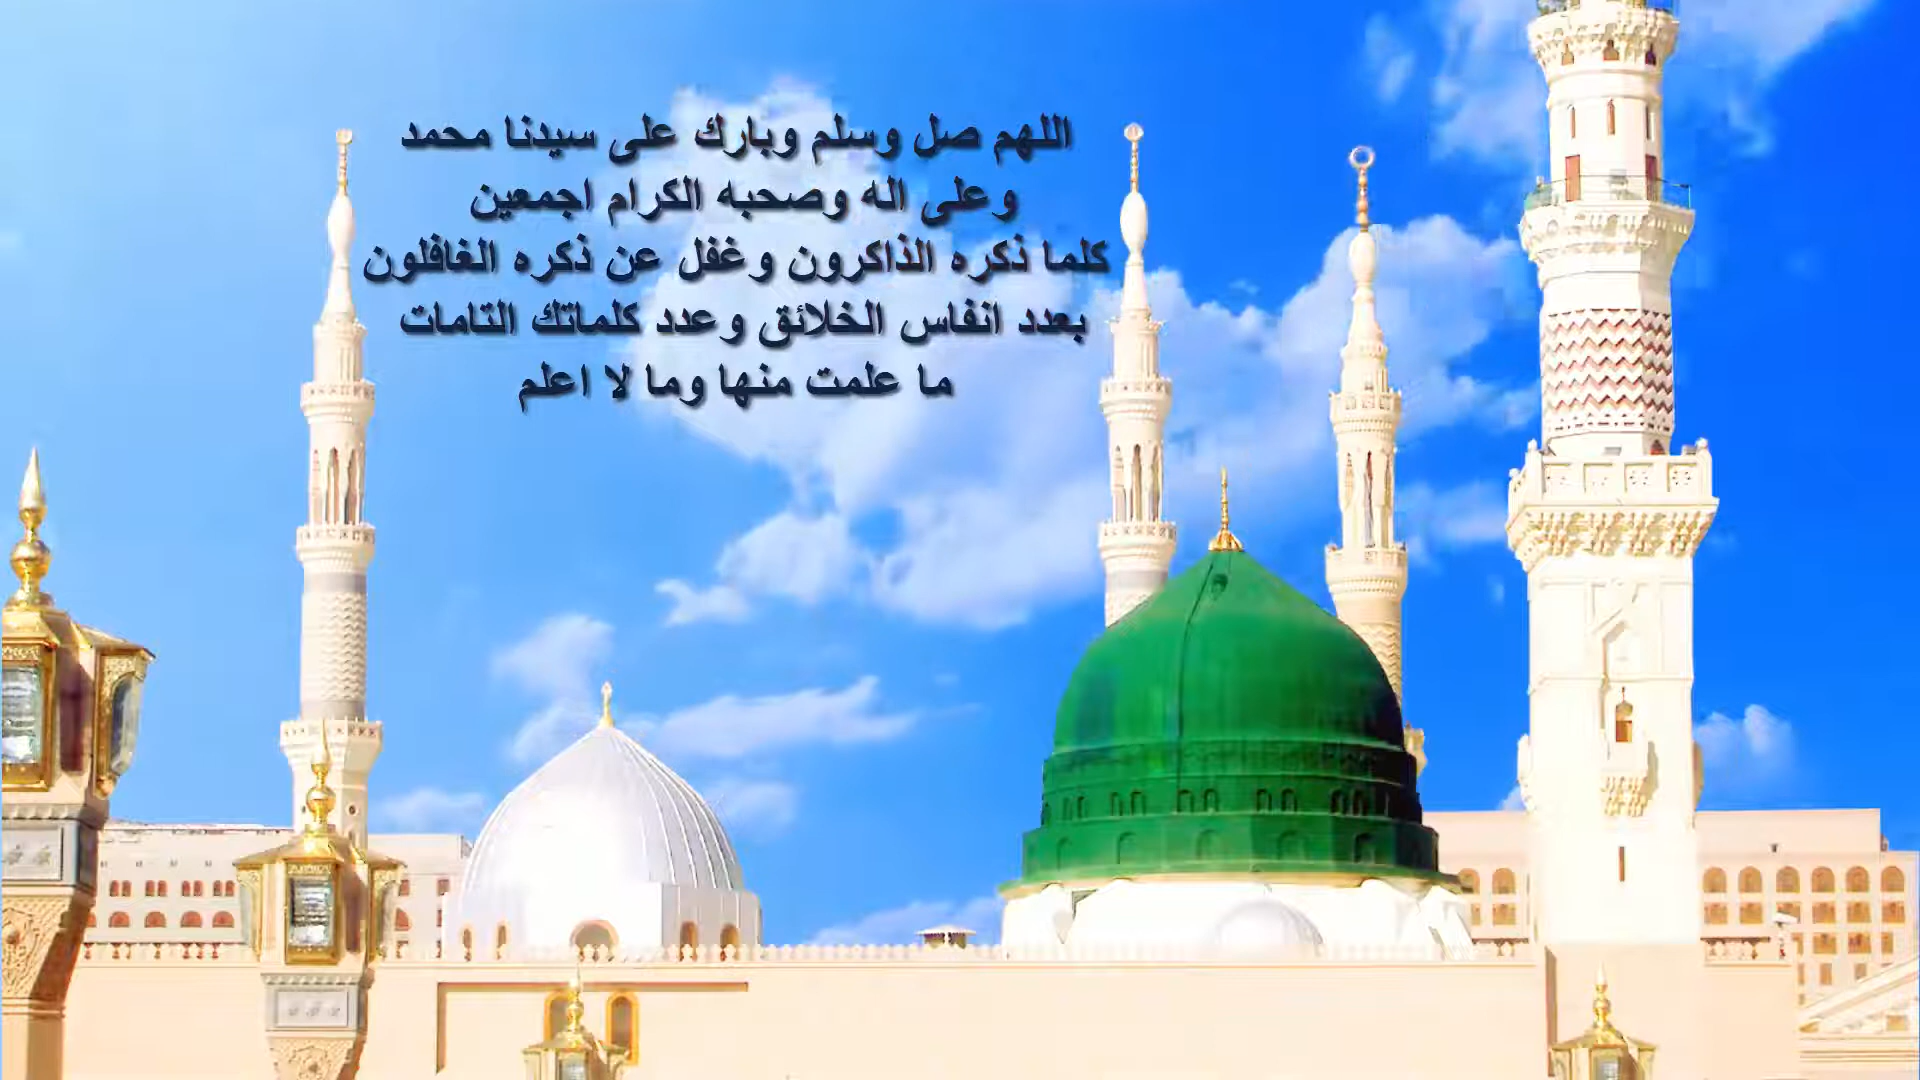 اللهم صل وسلم وبارك على سيدنا محمد
وعلى اله وصحبه الكرام اجمعين
كلما ذكره الذاكرون وغفل عن ذكره الغافلون
بعدد انفاس الخلائق وعدد كلماتك التامات
ما علمت منها وما لا اعلم